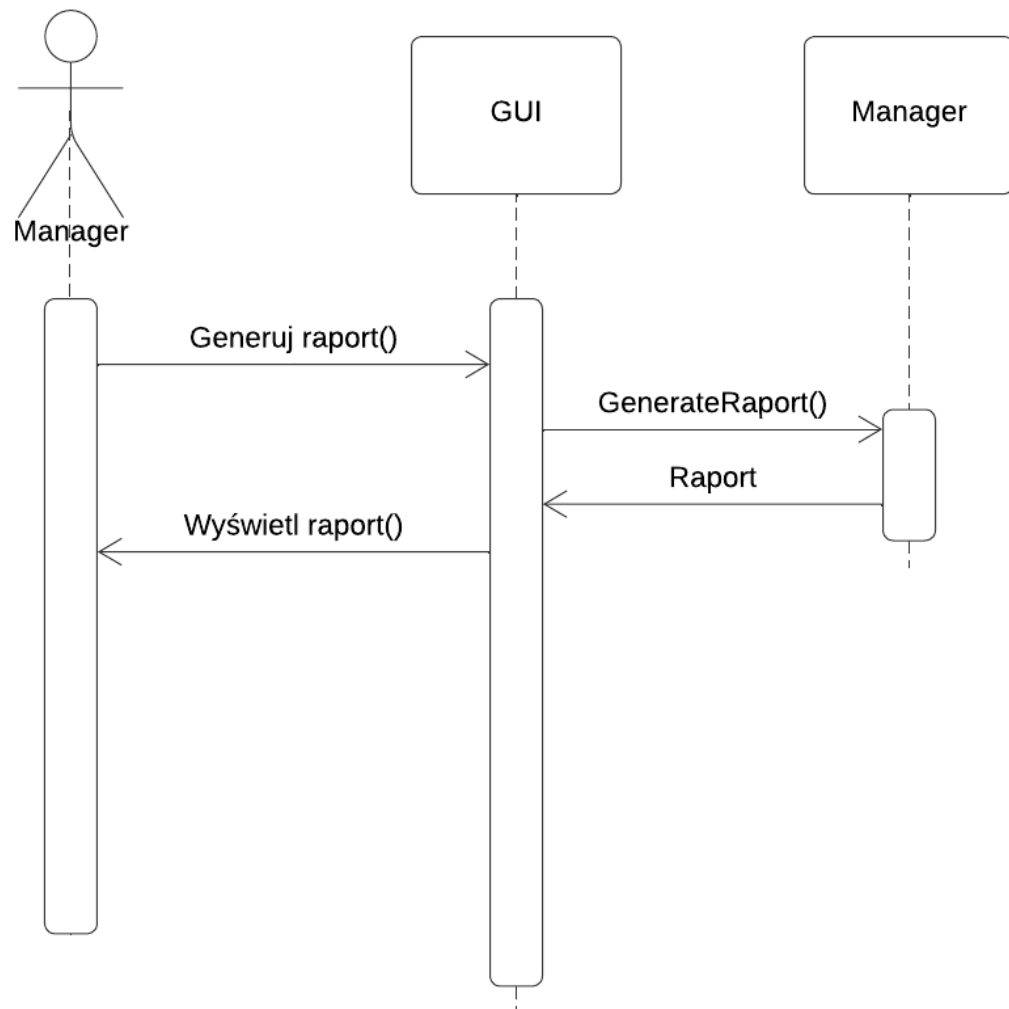 GUI
Manager
Manager
Generuj raport()
GenerateRaport()
Raport
Wyświetl raport()